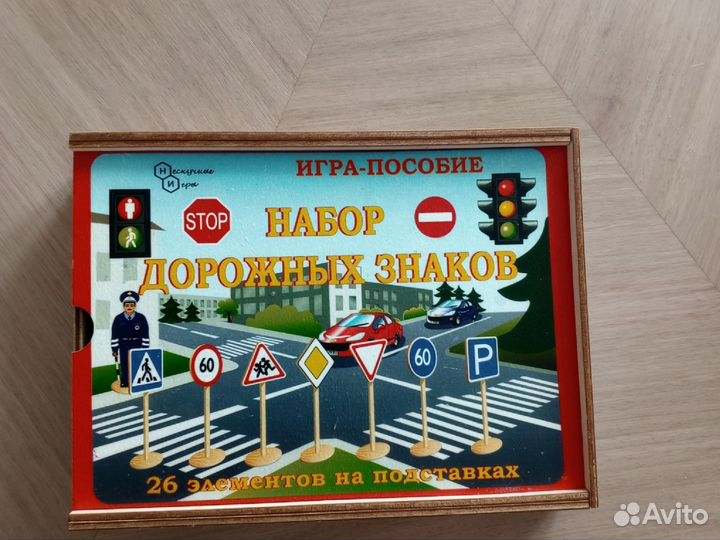 Нескучные
Игры
Н
И
ИГРА-ПОСОБИЕ
STOP
НАБОР
ДОРОЖНЫХ ЗНАКОВ
60
60
P
26 элементов на подставках
Avito